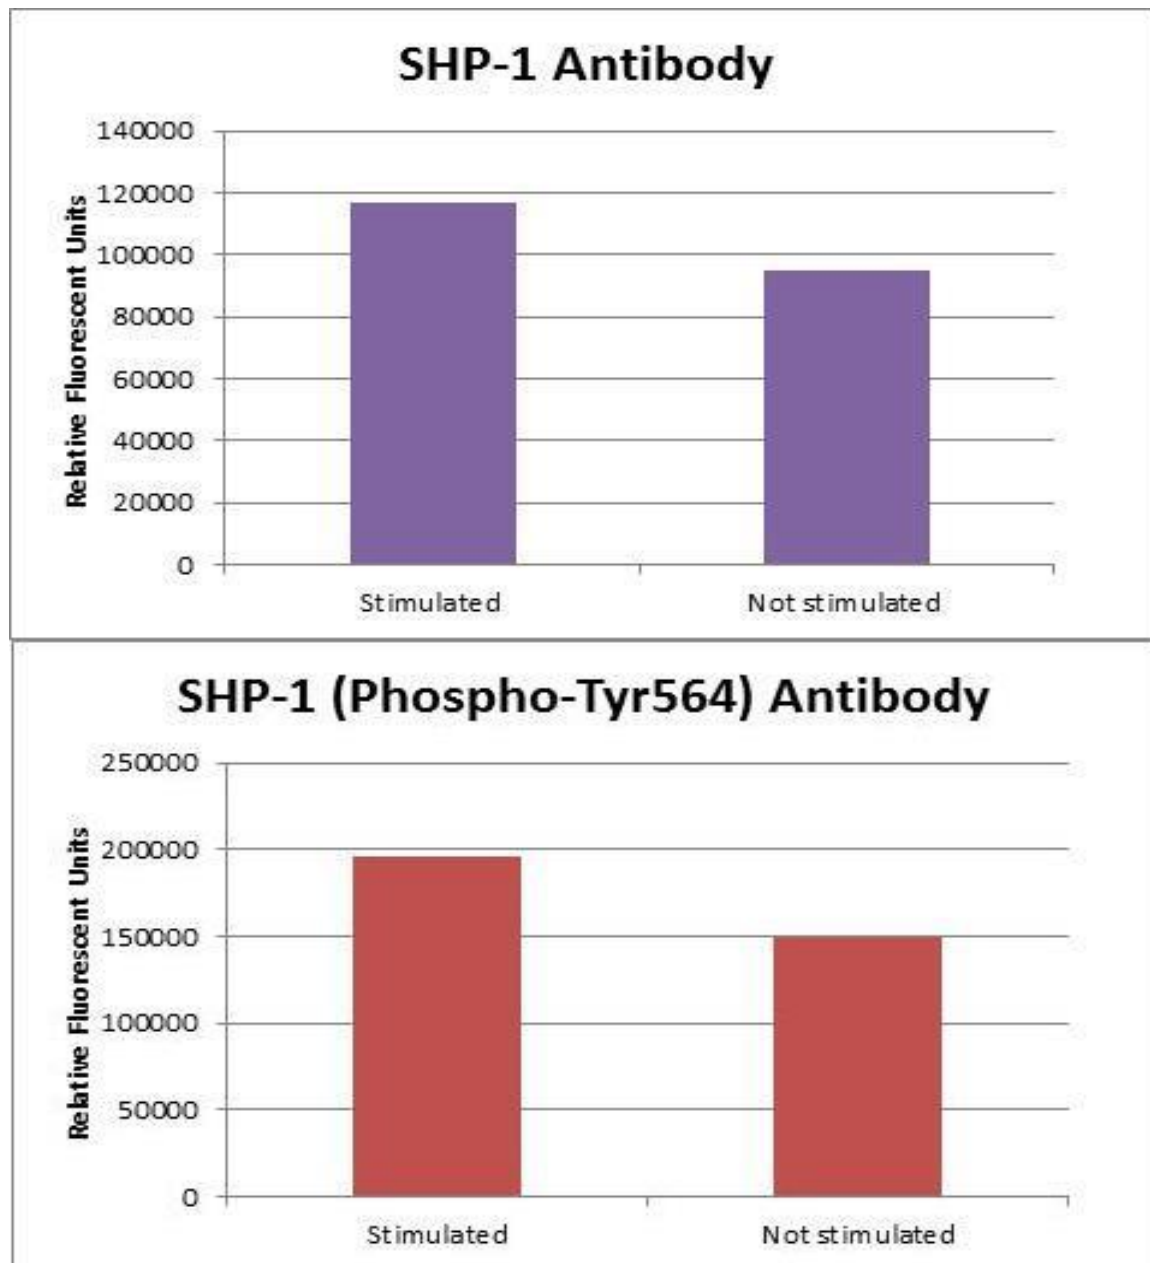 SHP-1 Antibody
Relative Fluorescent Units
140000
120000
100000
80000
60000
40000
20000
0
Stimulated
Not stimulated
SHP-1 (Phospho-Tyr564) Antibody
Relative Fluorescent Units
250000
200000
150000
100000
50000
0
Stimulated
Not stimulated